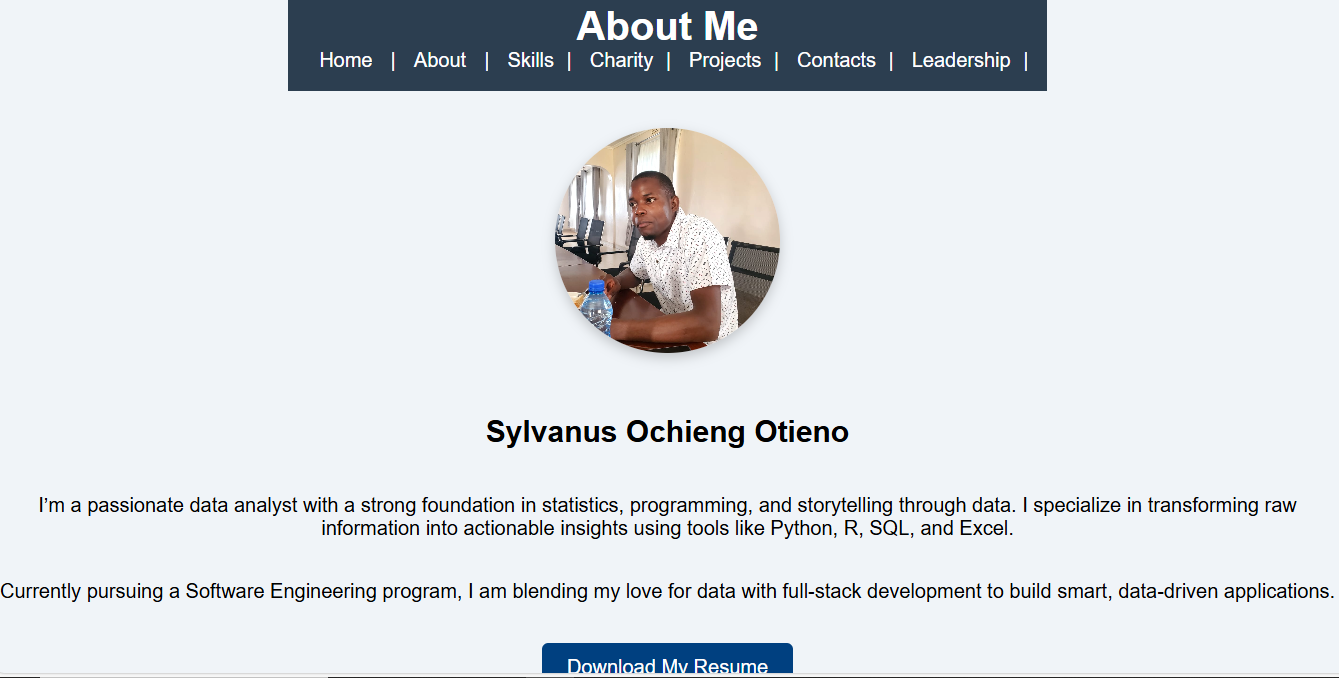 About Me
Home | About | Skills | Charity | Projects | Contacts | Leadership |
Sylvanus Ochieng Otieno
I’m a passionate data analyst with a strong foundation in statistics, programming, and storytelling through data. I specialize in transforming raw
information into actionable insights using tools like Python, R, SQL, and Excel.
Currently pursuing a Software Engineering program, I am blending my love for data with full-stack development to build smart, data-driven applications.
Download My Resume